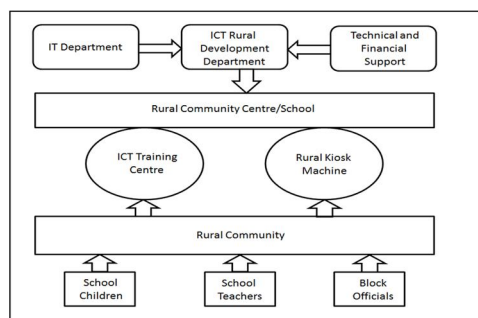 IT Department
ICT Rural
Development
Department
Technical and
Financial
Support
Rural Community Centre/School
ICT Training
Centre
Rural Kiosk
Machine
Rural Community
School
Children
School
Teachers
Block
Officials